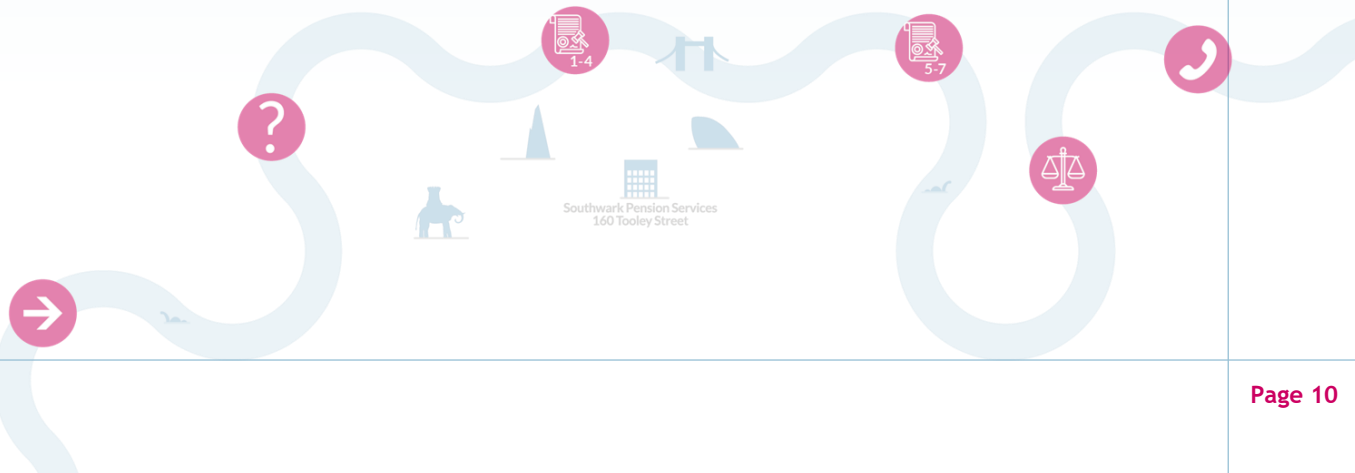 1-4
5-7
?
Southwark Pension Services
160 Tooley Street
Page 10